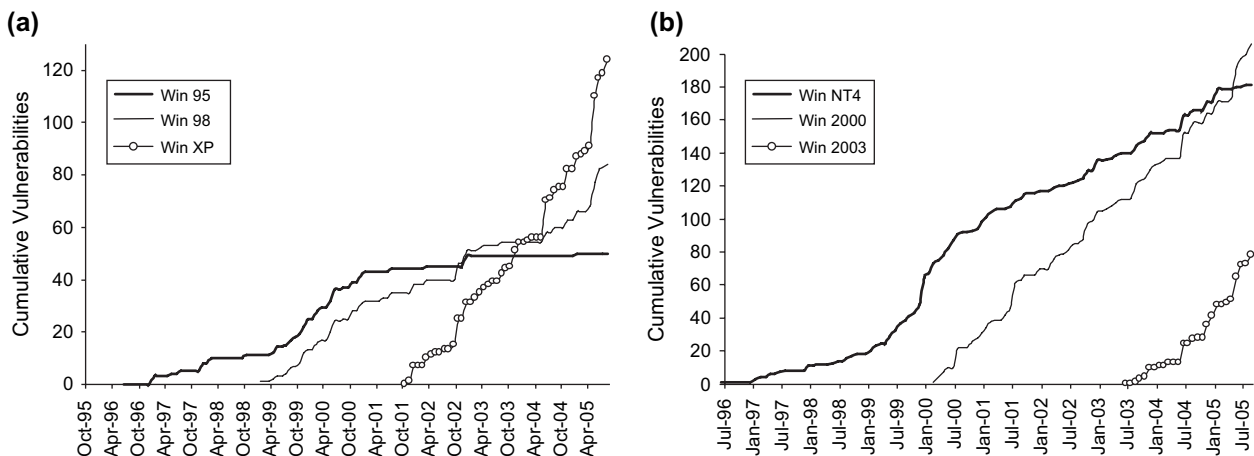 (a)
Cumulative Vulnerabilities
120
100
80
60
40
20
0
Win 95
Win 98
Win XP
Oct-95
Apr-96
Oct-96
Apr-97
Oct-97
Apr-98
Oct-98
Apr-99
Oct-99
Apr-00
Oct-00
Apr-01
Oct-01
Apr-02
Oct-02
Apr-03
Oct-03
Apr-04
Oct-04
Apr-05
(b)
Cumulative Vulnerabilities
200
180
160
140
120
100
80
60
40
20
0
Win NT4
Win 2000
Win 2003
Jul-96
Jan-97
Jul-97
Jan-98
Jul-98
Jan-99
Jul-99
Jan-00
Jul-00
Jan-01
Jul-01
Jan-02
Jul-02
Jan-03
Jul-03
Jan-04
Jul-04
Jan-05
Jul-05